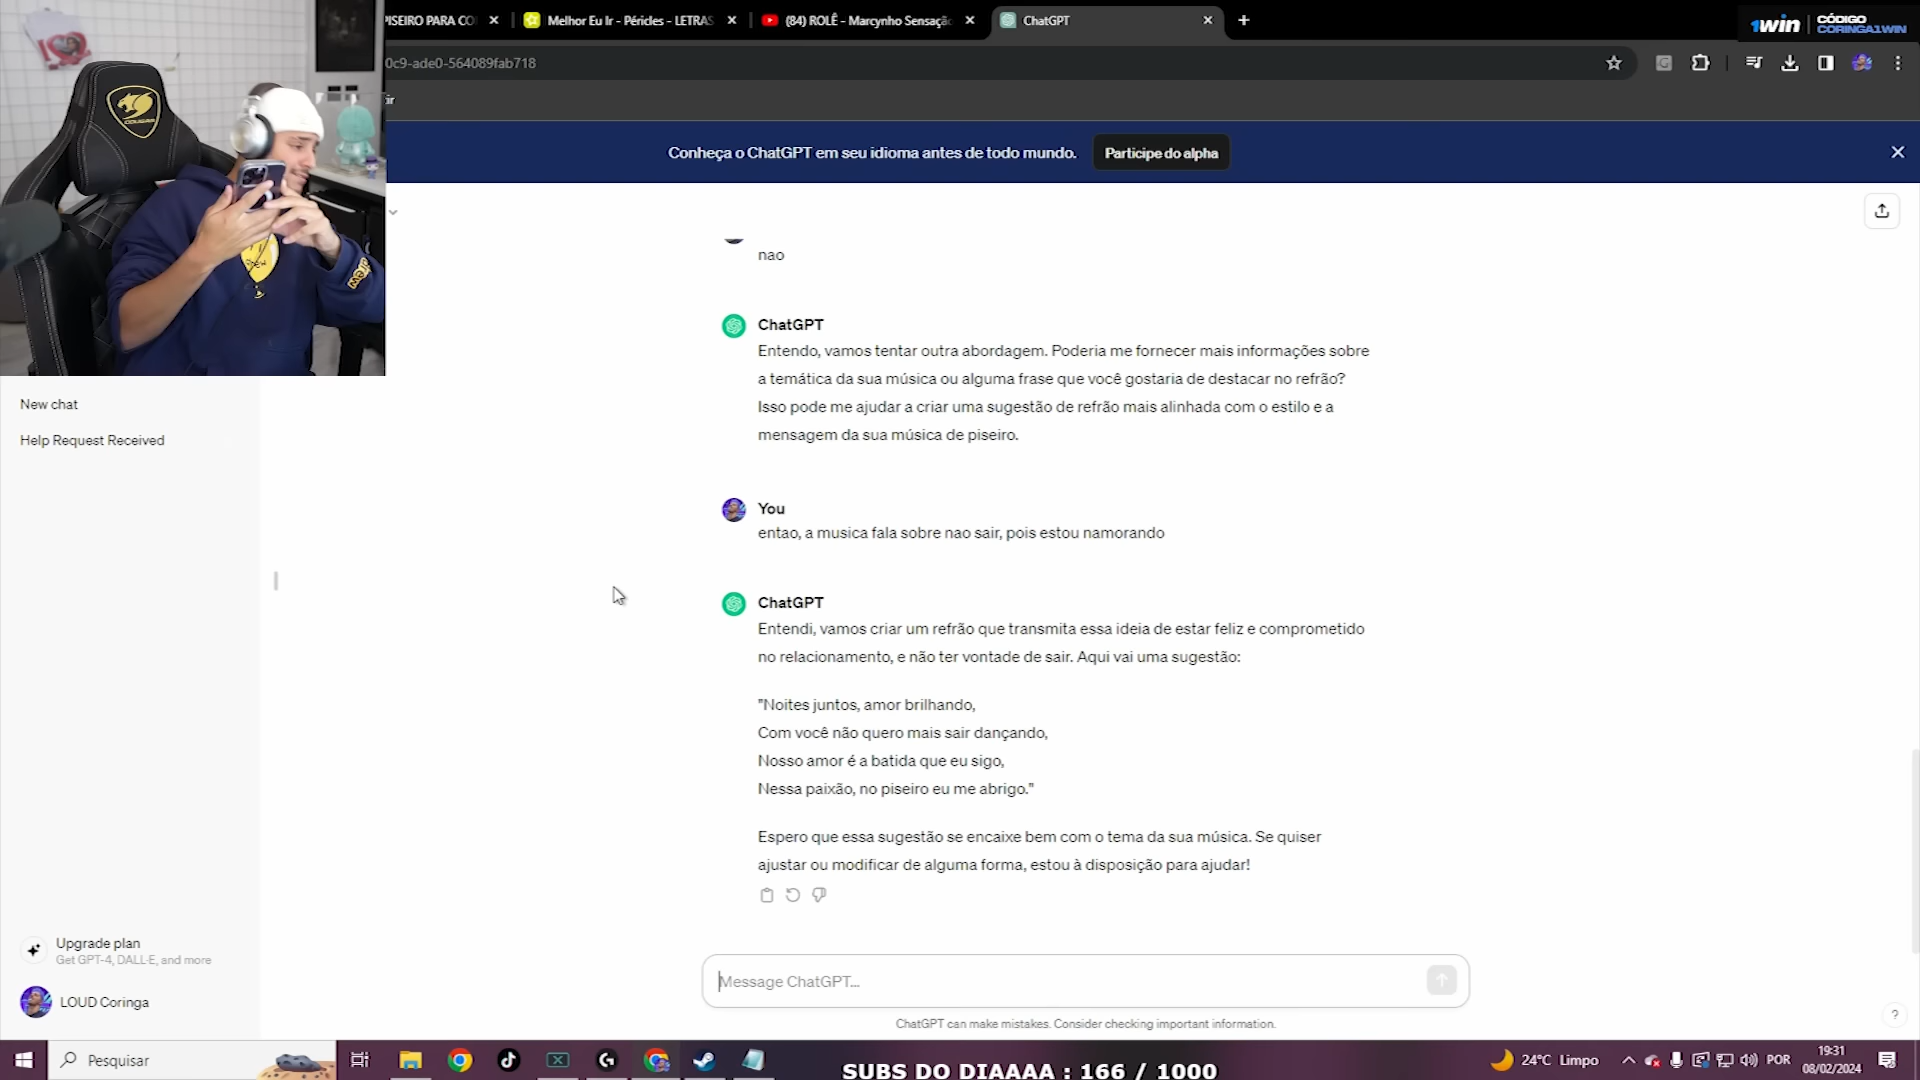 PISEIRO PARA CO
Melhor Eu Ir - Péricles - LETRAS
(84) ROLÊ - Marcynho Sensação
ChatGPT
1win
CÓDIGO
CORINGA1WIN
0c9-ade0-564089fab718
ir
COUGAR
Conheça o ChatGPT em seu idioma antes de todo mundo.
Participe do alpha
nao
ChatGPT
Entendo, vamos tentar outra abordagem. Poderia me fornecer mais informações sobre
a temática da sua música ou alguma frase que você gostaria de destacar no refrão?
Isso pode me ajudar a criar uma sugestão de refrão mais alinhada com o estilo e a
mensagem da sua música de piseiro.
New chat
Help Request Received
You
entao, a musica fala sobre nao sair, pois estou namorando
ChatGPT
Entendi, vamos criar um refrão que transmita essa ideia de estar feliz e comprometido
no relacionamento, e não ter vontade de sair. Aqui vai uma sugestão:
"Noites juntos, amor brilhando,
Com você não quero mais sair dançando,
Nosso amor é a batida que eu sigo,
Nessa paixão, no piseiro eu me abrigo."
Espero que essa sugestão se encaixe bem com o tema da sua música. Se quiser
ajustar ou modificar de alguma forma, estou à disposição para ajudar!
Upgrade plan
Get GPT-4, DALL·E, and more
LOUD Coringa
Message ChatGPT...
ChatGPT can make mistakes. Consider checking important information.
?
Pesquisar
SUBS DO DIAAAA : 166 / 1000
24°C Limpo
POR
19:31
08/02/2024